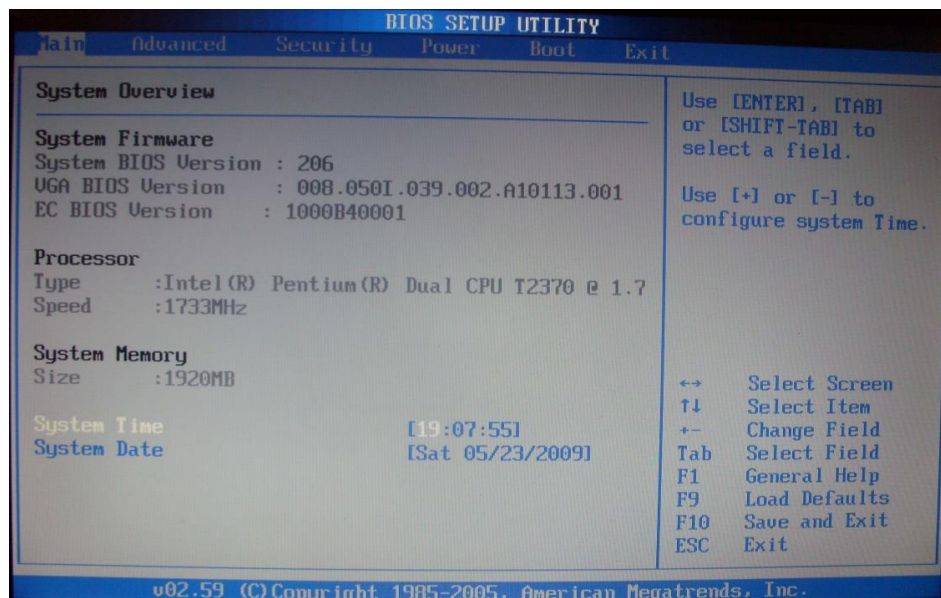 BIOS SETUP UTILITY
Main Advanced Security Power Boot Exit
System Overview
System Firmware
System BIOS Version : 206
VGA BIOS Version : 008.050I.039.002.A10113.001
EC BIOS Version : 1000B40001
Processor
Type :Intel(R) Pentium(R) Dual CPU T2370 @ 1.7
Speed :1733MHz
System Memory
Size :1920MB
System Time [19:07:55]
System Date [Sat 05/23/2009]
Use [ENTER], [TAB]
or [SHIFT-TAB] to
select a field.
Use [+] or [-] to
configure system Time.
←→ Select Screen
↑↓ Select Item
+- Change Field
Tab Select Field
F1 General Help
F9 Load Defaults
F10 Save and Exit
ESC Exit
v02.59 (C)Copyright 1985-2005, American Megatrends, Inc.